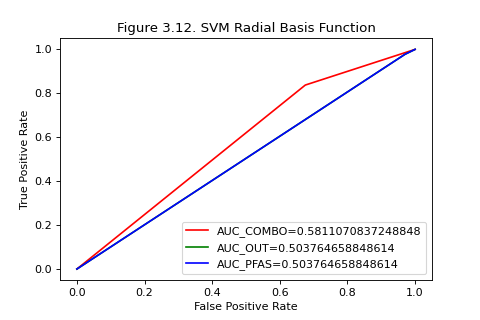 Figure 3.12. SVM Radial Basis Function
True Positive Rate
1.0
0.8
0.6
0.4
0.2
0.0
AUC_COMBO=0.5811070837248848
AUC_OUT=0.503764658848614
AUC_PFAS=0.503764658848614
0.0 0.2 0.4 0.6 0.8 1.0
False Positive Rate